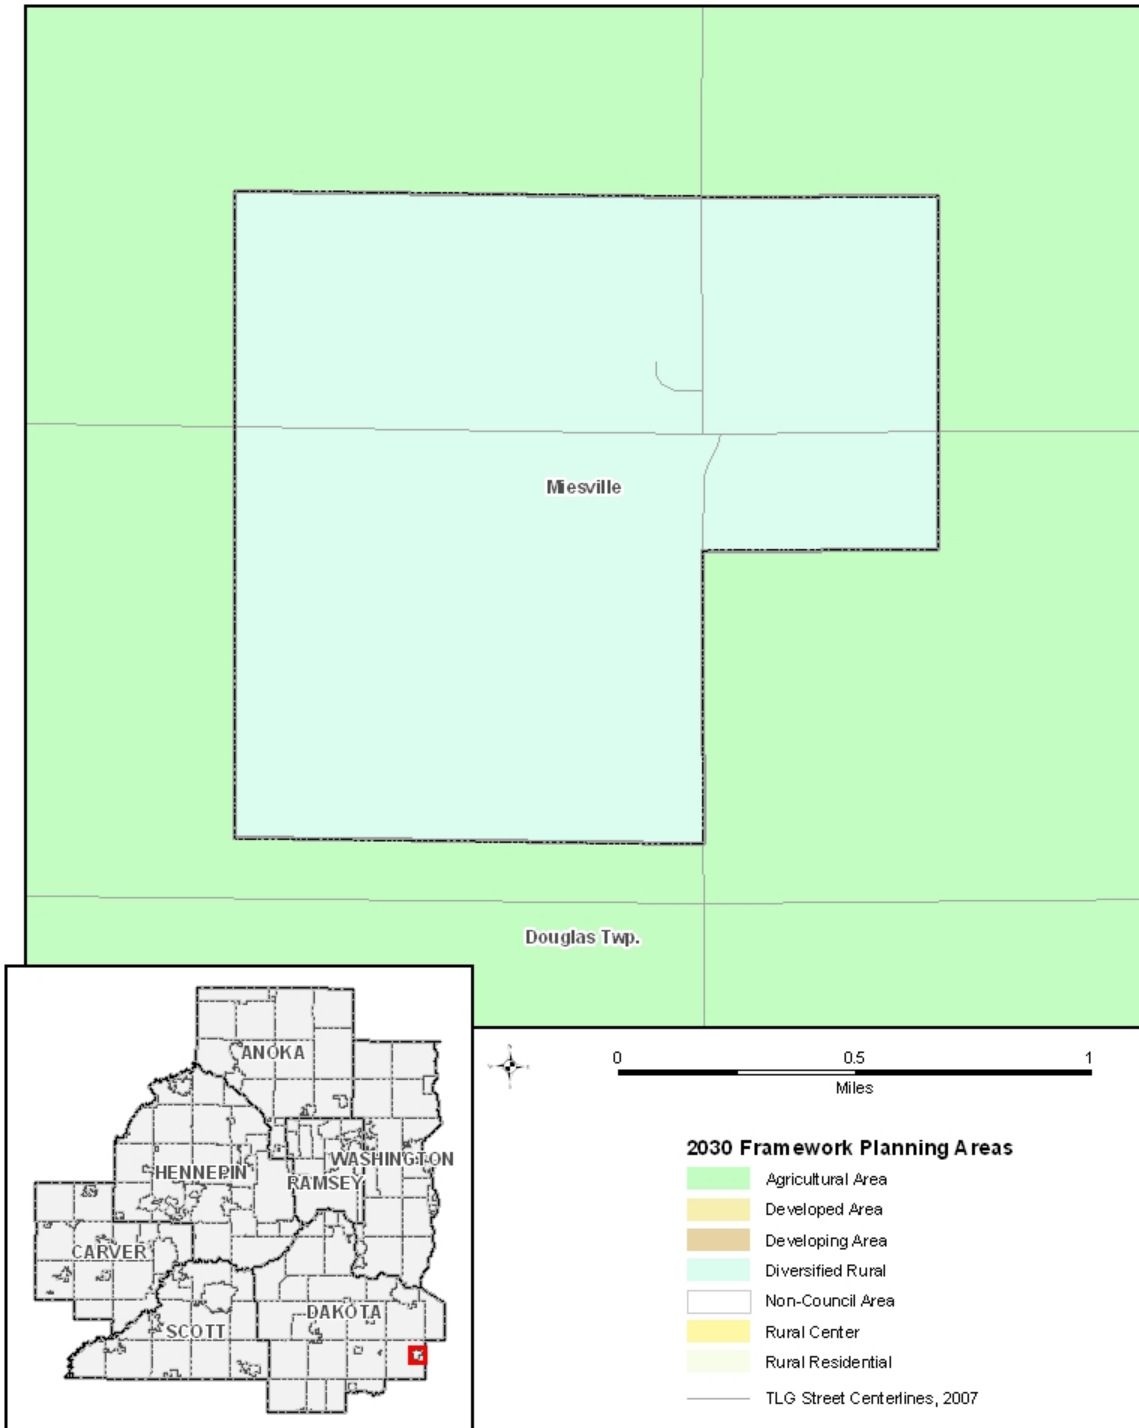 Miesville
Douglas Twp.
ANOKA
HENNEPIN
WASHINGTON
RAMSEY
CARVER
DAKOTA
SCOTT
0 0.5 1
Miles
2030 Framework Planning Areas
Agricultural Area
Developed Area
Developing Area
Diversified Rural
Non-Council Area
Rural Center
Rural Residential
TLG Street Centerlines, 2007